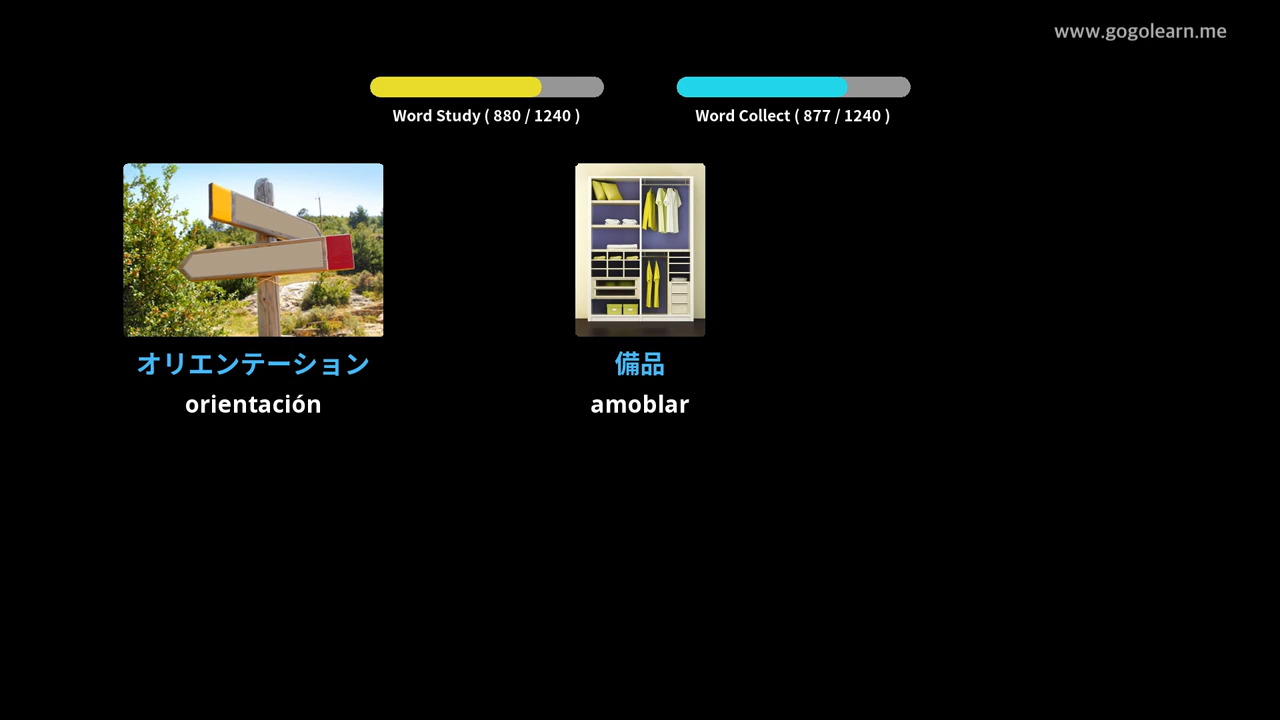 www.gogolearn.me
Word Study ( 880 / 1240 )
Word Collect ( 877 / 1240 )
オリエンテーション
orientación
備品
amoblar